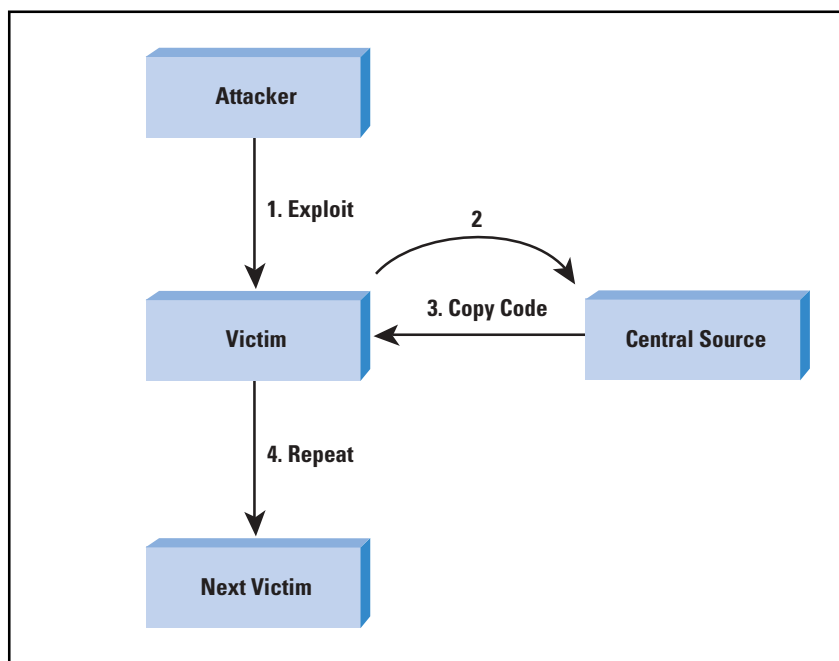 Attacker
1. Exploit
2
3. Copy Code
Victim
Central Source
4. Repeat
Next Victim